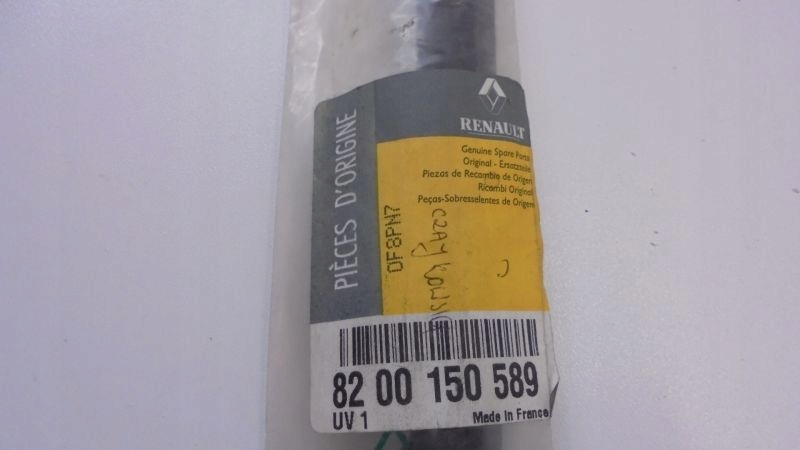 RENAULT
Genuine Spare Parts
Original - Ersatzteile
Piezas de Recambio de Origen
Ricambi Originali
Peças-Sobresselentes de Origem
PIÈCES D'ORIGINE
0F8PN7
82 00 150 589
UV 1
Made in France